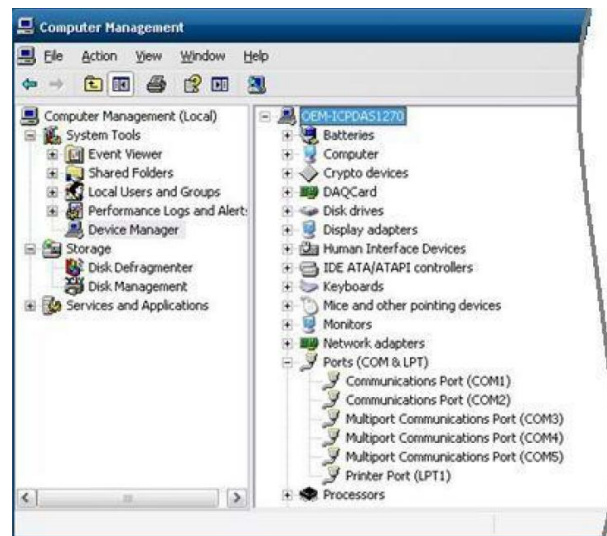 Computer Management
File Action View Window Help
Computer Management (Local)
System Tools
Event Viewer
Shared Folders
Local Users and Groups
Performance Logs and Alert:
Device Manager
Storage
Disk Defragmenter
Disk Management
Services and Applications
OEM-ICPDAS1270
Batteries
Computer
Crypto devices
DAQCard
Disk drives
Display adapters
Human Interface Devices
IDE ATA/ATAPI controllers
Keyboards
Mice and other pointing devices
Monitors
Network adapters
Ports (COM & LPT)
Communications Port (COM1)
Communications Port (COM2)
Multiport Communications Port (COM3)
Multiport Communications Port (COM4)
Multiport Communications Port (COM5)
Printer Port (LPT1)
Processors